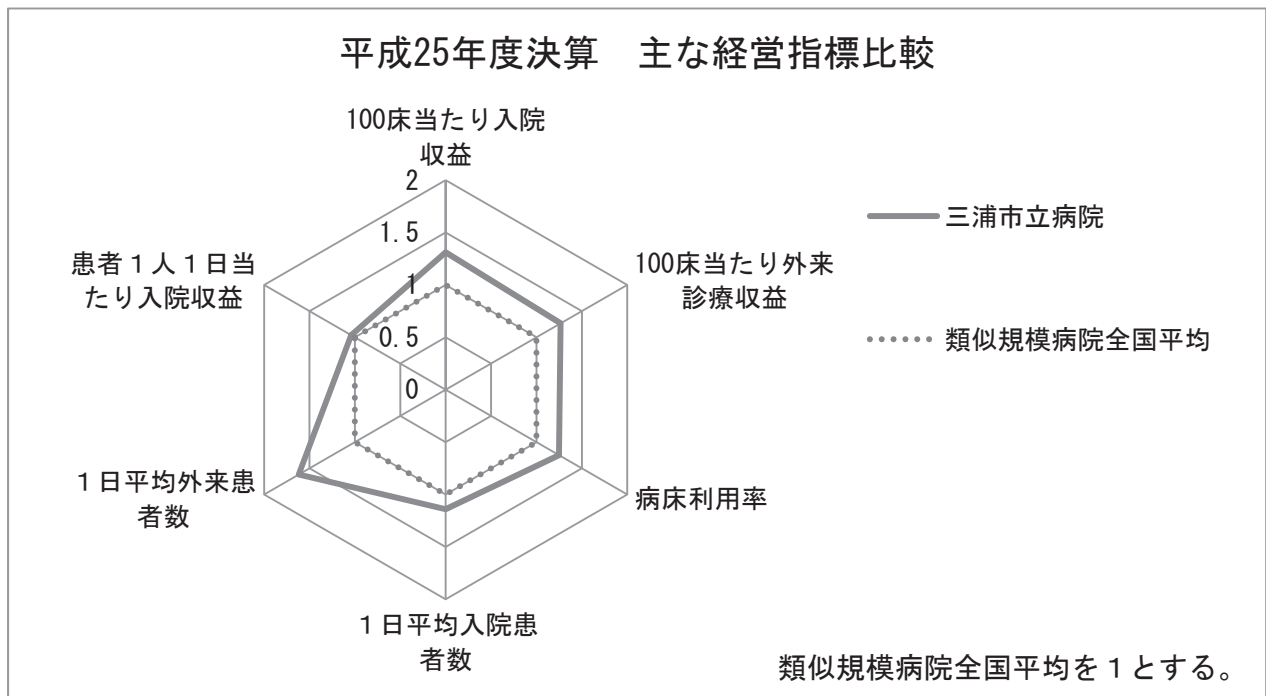 平成25年度決算　主な経営指標比較
100床当たり入院
収益
2
1.5
1
0.5
0
100床当たり外来
診療収益
病床利用率
１日平均入院患
者数
１日平均外来患
者数
患者１人１日当
たり入院収益
三浦市立病院
類似規模病院全国平均
類似規模病院全国平均を１とする。